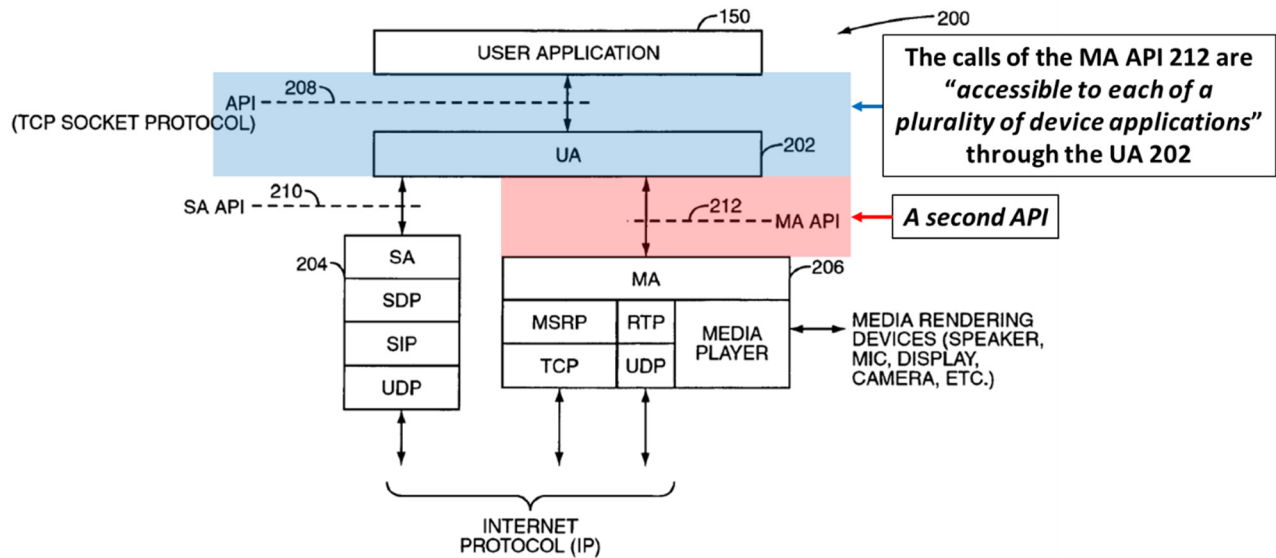 150
200
USER APPLICATION
The calls of the MA API 212 are
“accessible to each of a
plurality of device applications”
through the UA 202
208
API
(TCP SOCKET PROTOCOL)
UA
202
210
SA API
212
MA API
A second API
204
SA
SDP
SIP
UDP
206
MA
MSRP
RTP
MEDIA
PLAYER
TCP
UDP
MEDIA RENDERING
DEVICES (SPEAKER,
MIC, DISPLAY,
CAMERA, ETC.)
INTERNET
PROTOCOL (IP)